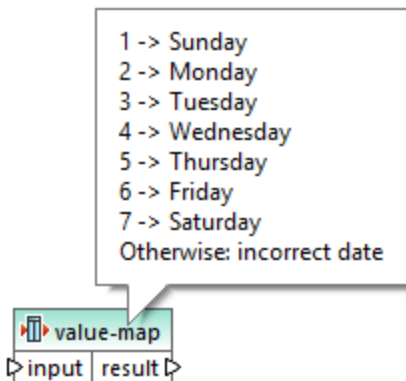 1 -> Sunday
2 -> Monday
3 -> Tuesday
4 -> Wednesday
5 -> Thursday
6 -> Friday
7 -> Saturday
Otherwise: incorrect date
value-map
input result